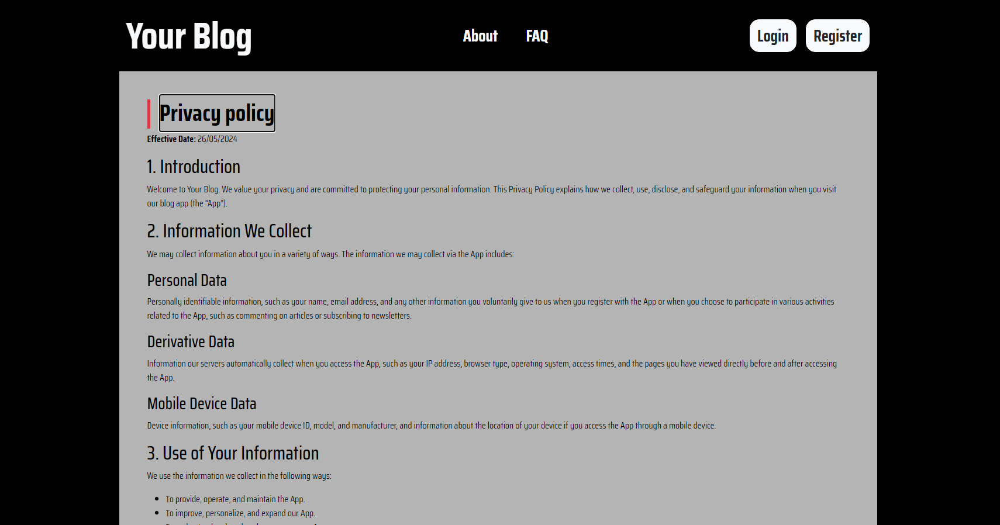 Your Blog
About
FAQ
Login
Register
Privacy policy
Effective Date: 26/05/2024
1. Introduction
Welcome to Your Blog. We value your privacy and are committed to protecting your personal information. This Privacy Policy explains how we collect, use, disclose, and safeguard your information when you visit
our blog app (the “App”).
2. Information We Collect
We may collect information about you in a variety of ways. The information we may collect via the App includes:
Personal Data
Personally identifiable information, such as your name, email address, and any other information you voluntarily give to us when you register with the App or when you choose to participate in various activities
related to the App, such as commenting on articles or subscribing to newsletters.
Derivative Data
Information our servers automatically collect when you access the App, such as your IP address, browser type, operating system, access times, and the pages you have viewed directly before and after accessing
the App.
Mobile Device Data
Device information, such as your mobile device ID, model, and manufacturer, and information about the location of your device if you access the App through a mobile device.
3. Use of Your Information
We use the information we collect in the following ways:
• To provide, operate, and maintain the App.
• To improve, personalize, and expand our App.